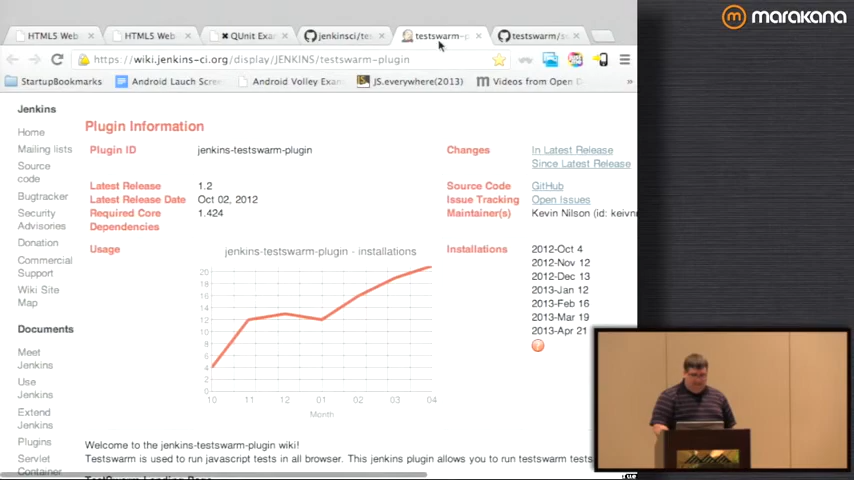 marakana
HTML5 Web
HTML5 Web
QUnit Exa
jenkinsci/tes
testswarm-p
testswarm/s
https://wiki.jenkins-ci.org/display/JENKINS/testswarm-plugin
StartupBookmarks
Android Lauch Scre
Android Volley Exa
JS.everywhere(2013)
Videos from Open D
»
Jenkins
Home
Mailing lists
Source
code
Bugtracker
Security
Advisories
Donation
Commercial
Support
Wiki Site
Map
Documents
Meet
Jenkins
Use
Jenkins
Extend
Jenkins
Plugins
Servlet
Container
Plugin Information
Plugin ID jenkins-testswarm-plugin
Changes In Latest Release
Since Latest Release
Latest Release 1.2
Latest Release Date Oct 02, 2012
Required Core 1.424
Dependencies
Source Code GitHub
Issue Tracking Open Issues
Maintainer(s) Kevin Nilson (id: keivn
Usage
jenkins-testswarm-plugin - installations
20
18
16
14
12
10
8
6
4
2
0
10 11 12 01 02 03 04
Month
Installations
2012-Oct 4
2012-Nov 12
2012-Dec 13
2013-Jan 12
2013-Feb 16
2013-Mar 19
2013-Apr 21
Welcome to the jenkins-testswarm-plugin wiki!
Testswarm is used to run javascript tests in all browser. This jenkins plugin allows you to run testswarm tests
TestSwarm Landing Page